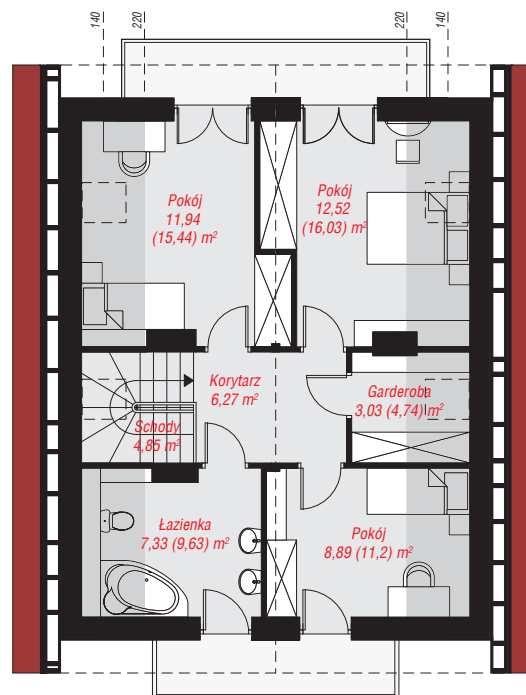 140
220
220
140
Pokój
11,94
(15,44) m²
Pokój
12,52
(16,03) m²
Korytarz
6,27 m²
Garderoba
3,03 (4,74) m²
Schody
4,85 m²
Łazienka
7,33 (9,63) m²
Pokój
8,89 (11,2) m²